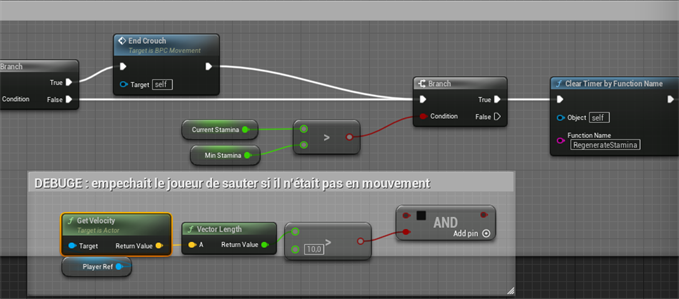 End Crouch
Target is BPC Movement
Branch
True
Condition
False
Target
self
Branch
True
Condition
False
Clear Timer by Function Name
Object
self
Function Name
RegenerateStamina
Current Stamina
Min Stamina
>
DEBUGE : empechait le joueur de sauter si il n'était pas en mouvement
Get Velocity
Target is Actor
Target
Return Value
Player Ref
Vector Length
A
Return Value
>
10,0
AND
Add pin